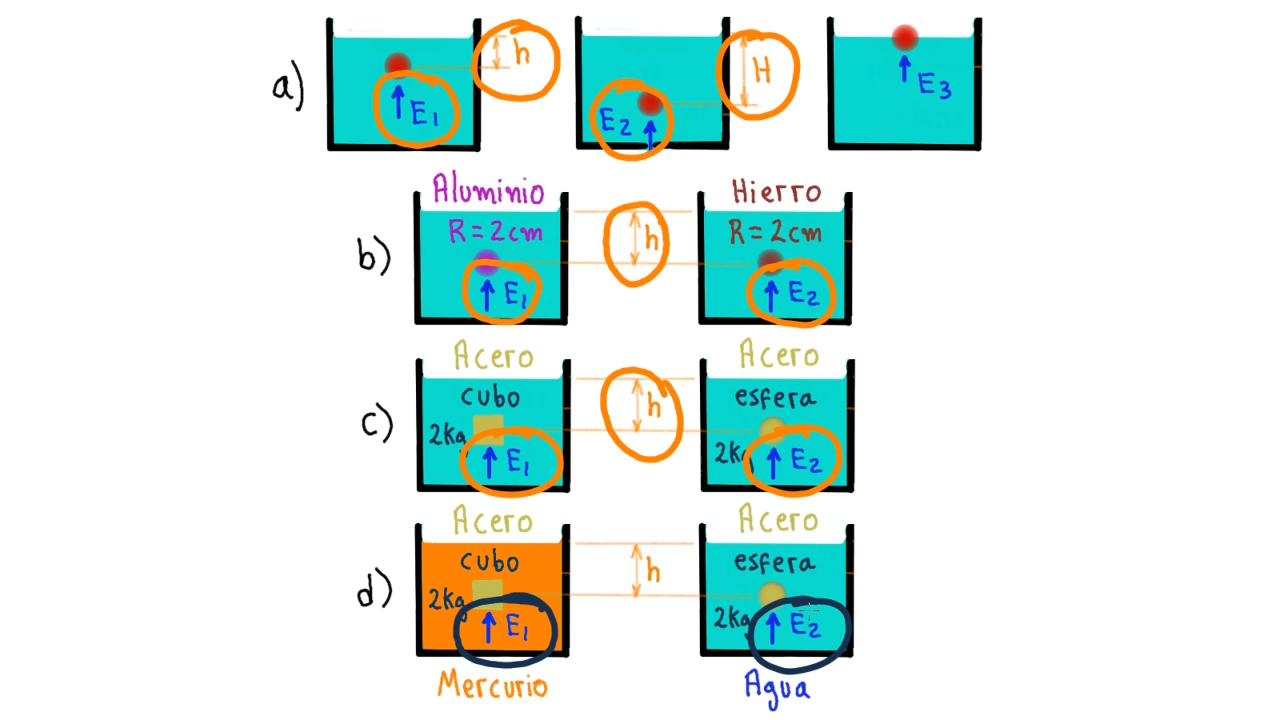 a)
h
E1
H
E2
E3
Aluminio
Hierro
b)
R=2cm
h
R=2cm
E1
E2
Acero
Acero
c)
cubo
h
esfera
2kg
E1
2kg
E2
Acero
Acero
d)
cubo
h
esfera
2kg
E1
2kg
E2
Mercurio
Agua